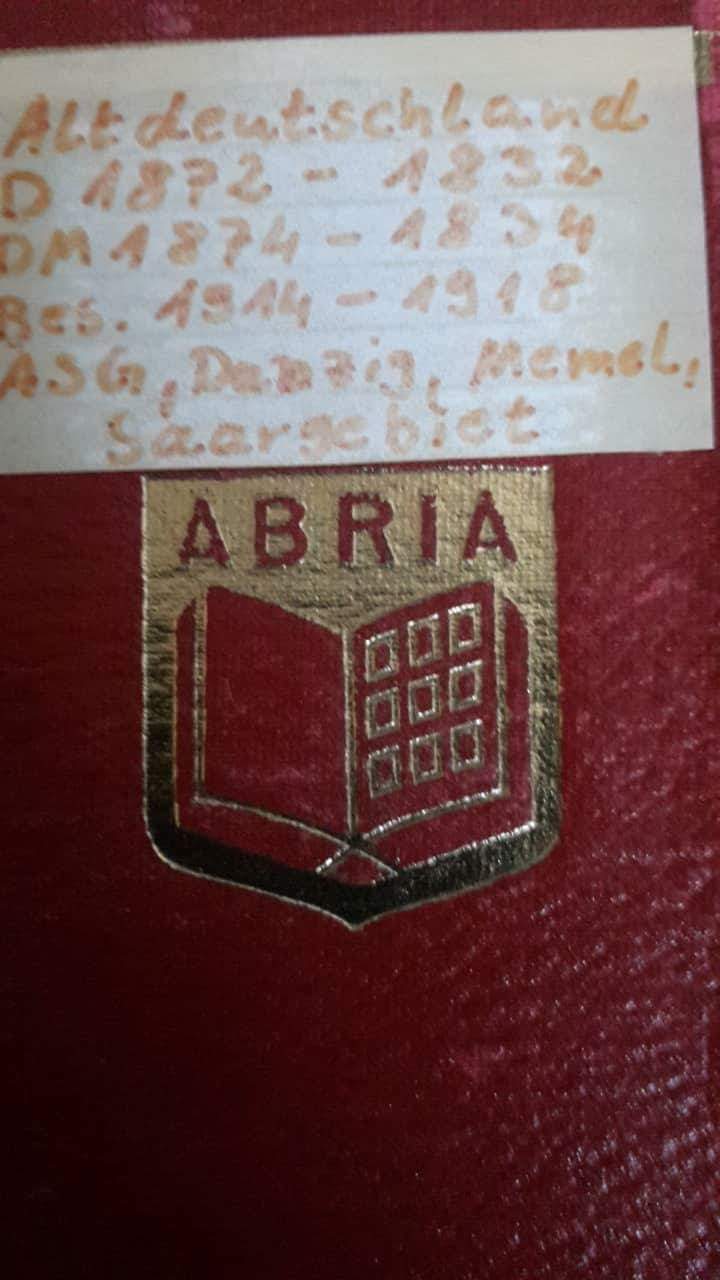 Altdeutschland
D 1872 - 1832
DM 1874 - 1834
Bes. 1914 - 1918
ASG, Danzig, Memel,
Saargebiet
ABRIA